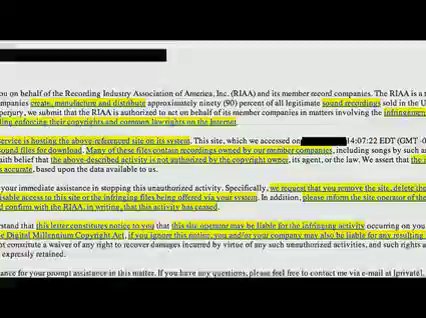 ou on behalf of the Recording Industry Association of America, Inc. (RIAA) and its member record companies. The RIAA is a t
ompanies create, manufacture and distribute approximately ninety (90) percent of all legitimate sound recordings sold in the U
perjury, we submit that the RIAA is authorized to act on behalf of its member companies in matters involving the infringemen
ling enforcing their copyrights and common law rights on the Internet.
service is hosting the above-referenced site on its system. This site, which we accessed on 14:07:22 EDT (GMT -0
sound files for download. Many of these files contain recordings owned by our member companies, including songs by such a
faith belief that the above-described activity is not authorized by the copyright owner, its agent, or the law. We assert that the i
s accurate, based upon the data available to us.
your immediate assistance in stopping this unauthorized activity. Specifically, we request that you remove the site, delete the
isable access to this site or the infringing files being offered via your system. In addition, please inform the site operator of the
d confirm with the RIAA, in writing, that this activity has ceased.
rstand that this letter constitutes notice to you that this site operator may be liable for the infringing activity occurring on you
e Digital Millennium Copyright Act, if you ignore this notice, you and/or your company may also be liable for any resulting
ot constitute a waiver of any right to recover damages incurred by virtue of any such unauthorized activities, and such rights a
expressly retained.
ance for your prompt assistance in this matter. If you have any questions, please feel free to contact me via e-mail at [private],